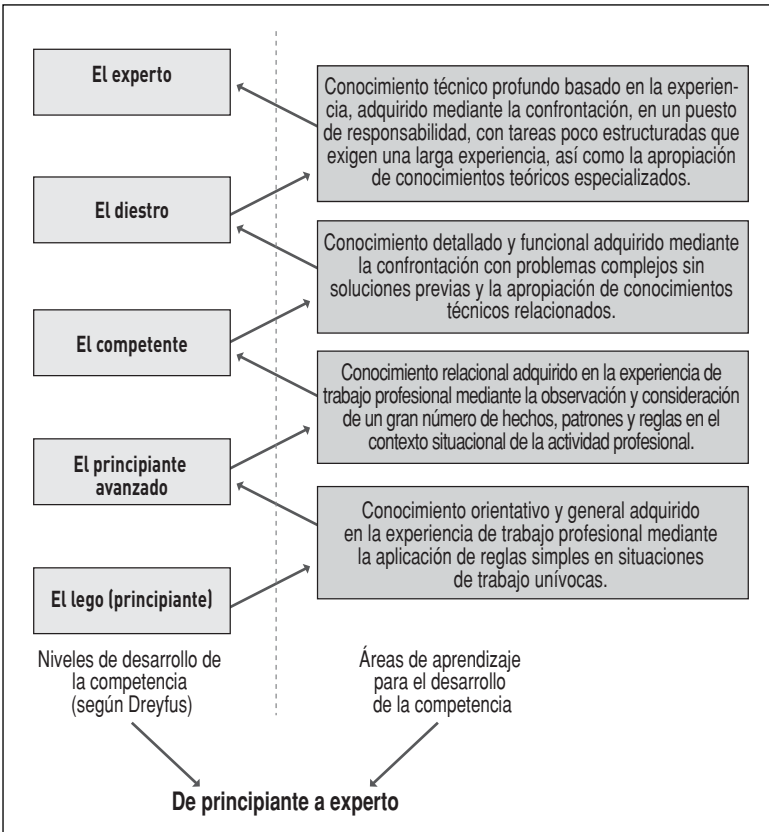 El experto
Conocimiento técnico profundo basado en la experien-
cia, adquirido mediante la confrontación, en un puesto
de responsabilidad, con tareas poco estructuradas que
exigen una larga experiencia, así como la apropiación
de conocimientos teóricos especializados.
El diestro
Conocimiento detallado y funcional adquirido mediante
la confrontación con problemas complejos sin
soluciones previas y la apropiación de conocimientos
técnicos relacionados.
El competente
Conocimiento relacional adquirido en la experiencia de
trabajo profesional mediante la observación y consideración
de un gran número de hechos, patrones y reglas en el
contexto situacional de la actividad profesional.
El principiante
avanzado
Conocimiento orientativo y general adquirido
en la experiencia de trabajo profesional mediante
la aplicación de reglas simples en situaciones
de trabajo unívocas.
El lego (principiante)
Niveles de desarrollo de
la competencia
(según Dreyfus)
Áreas de aprendizaje
para el desarrollo
de la competencia
De principiante a experto